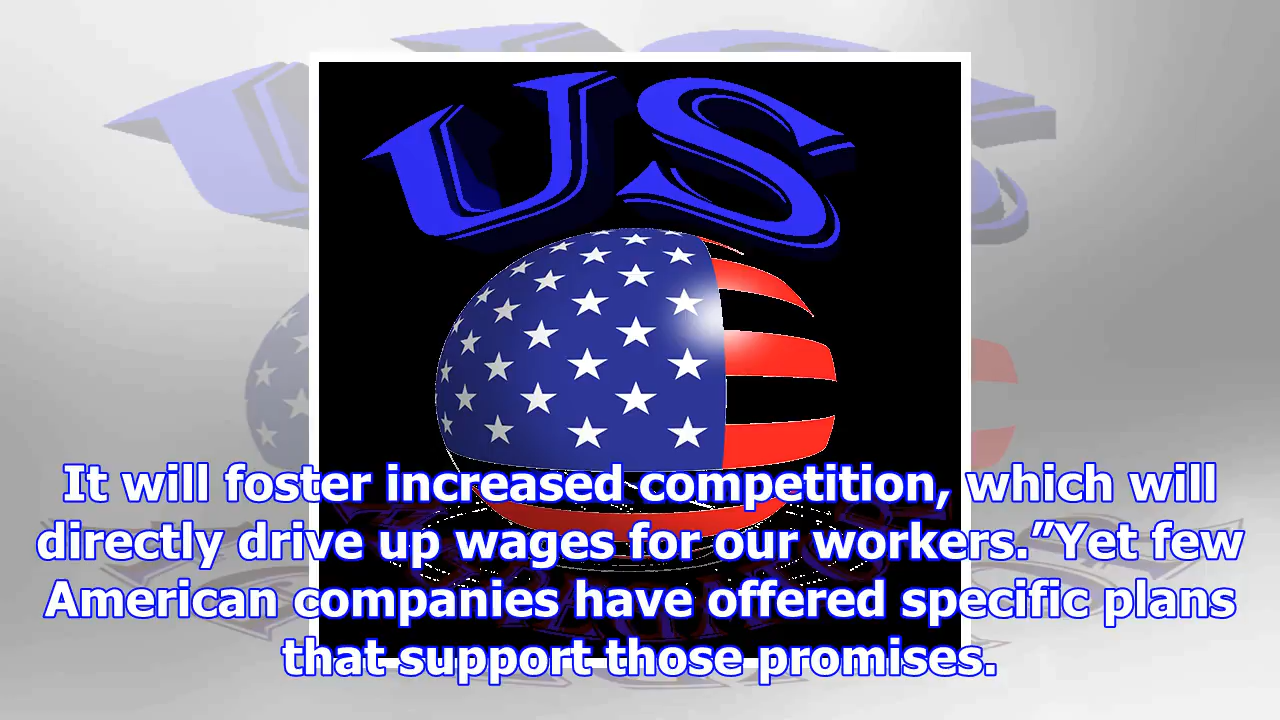 US
It will foster increased competition, which will
directly drive up wages for our workers.”Yet few
American companies have offered specific plans
that support those promises.